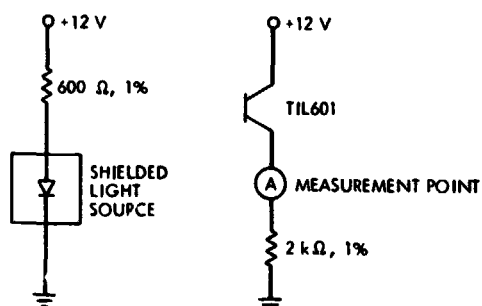 +12 V
600 Ω, 1%
SHIELDED
LIGHT
SOUPCE
+12 V
TIL601
A MEASUREMENT POINT
2 kΩ, 1%